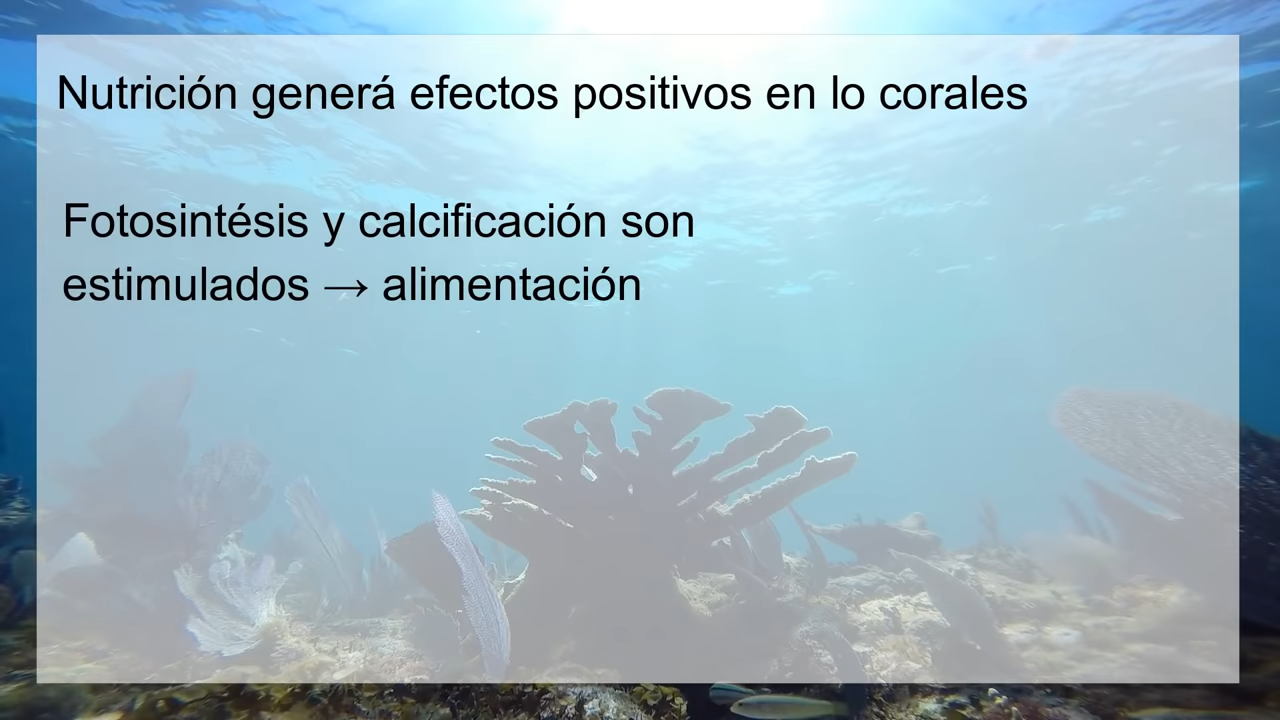 Nutrición generá efectos positivos en lo corales
Fotosintésis y calcificación son
estimulados → alimentación